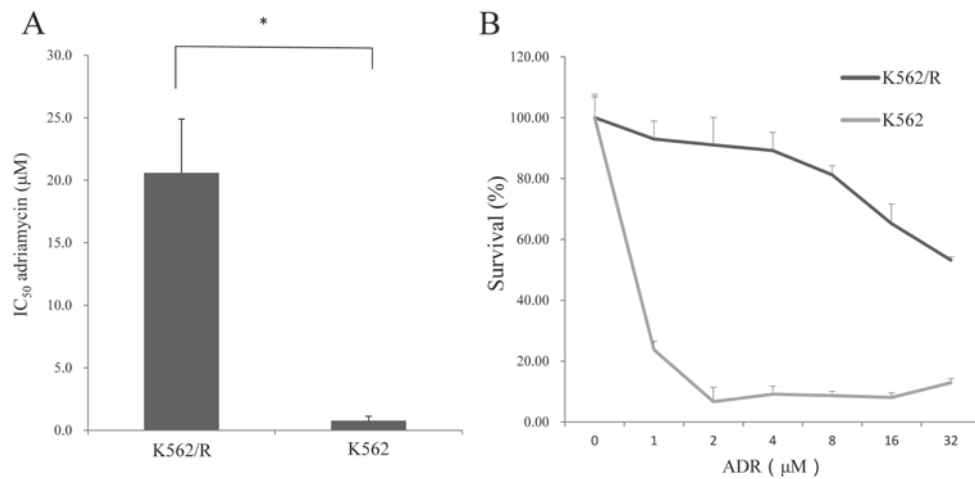 A
*
30.0
25.0
20.0
15.0
10.0
5.0
0.0
IC50 adriamycin (μM)
K562/R K562
B
120.00
100.00
80.00
60.00
40.00
20.00
0.00
Survival (%)
K562/R
K562
0 1 2 4 8 16 32
ADR ( μM )